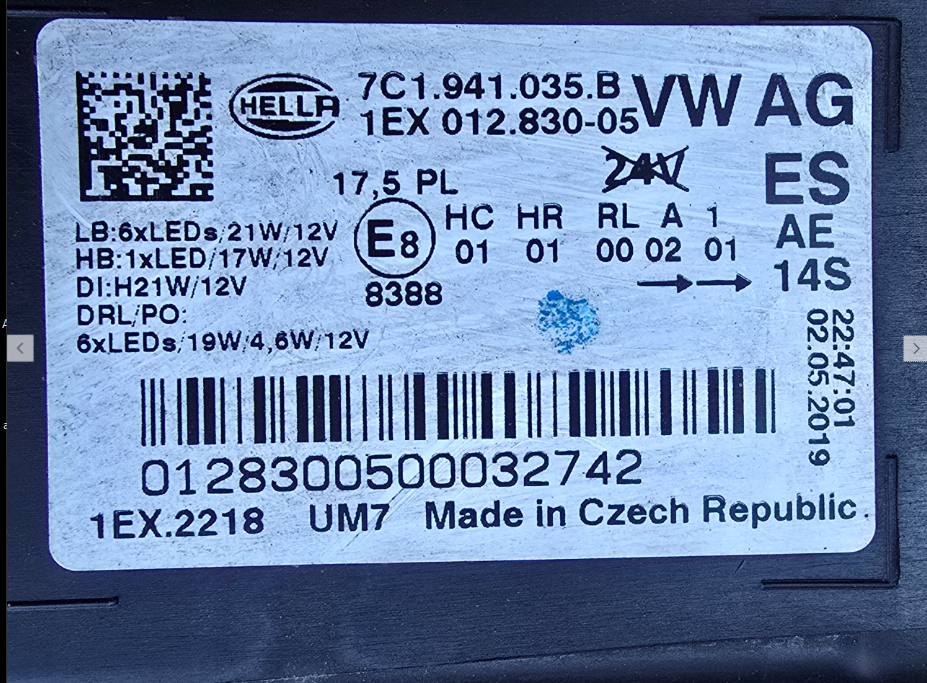 HELLA
7C1.941.035.B
1EX 012.830-05
VW AG
24V
ES
17,5 PL
E8
HC HR RL A 1
01 01 00 02 01
AE
14S
8388
LB:6xLEDs/21W/12V
HB:1xLED/17W/12V
DI:H21W/12V
DRL/PO:
6xLEDs/19W/4,6W/12V
22:47:01
02.05.2019
0128300500032742
1EX.2218 UM7 Made in Czech Republic.